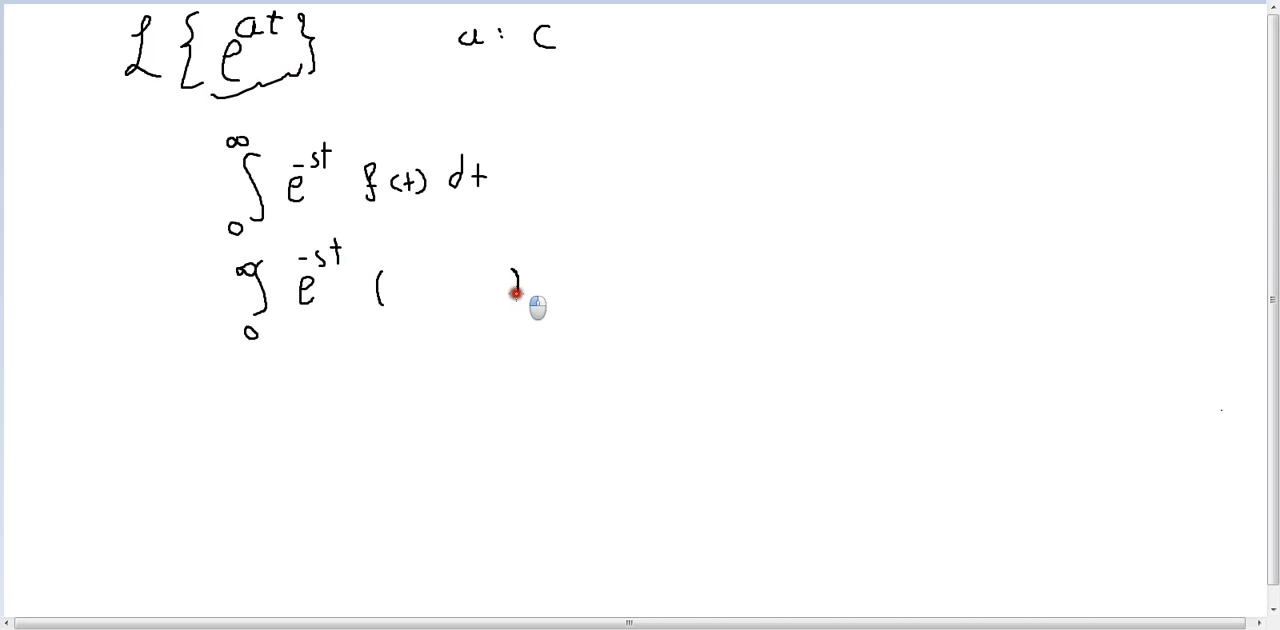 ℒ{e^{at}} a : C
∫_0^∞ e^{-st} f(t) dt
∫_0^∞ e^{-st} ( )